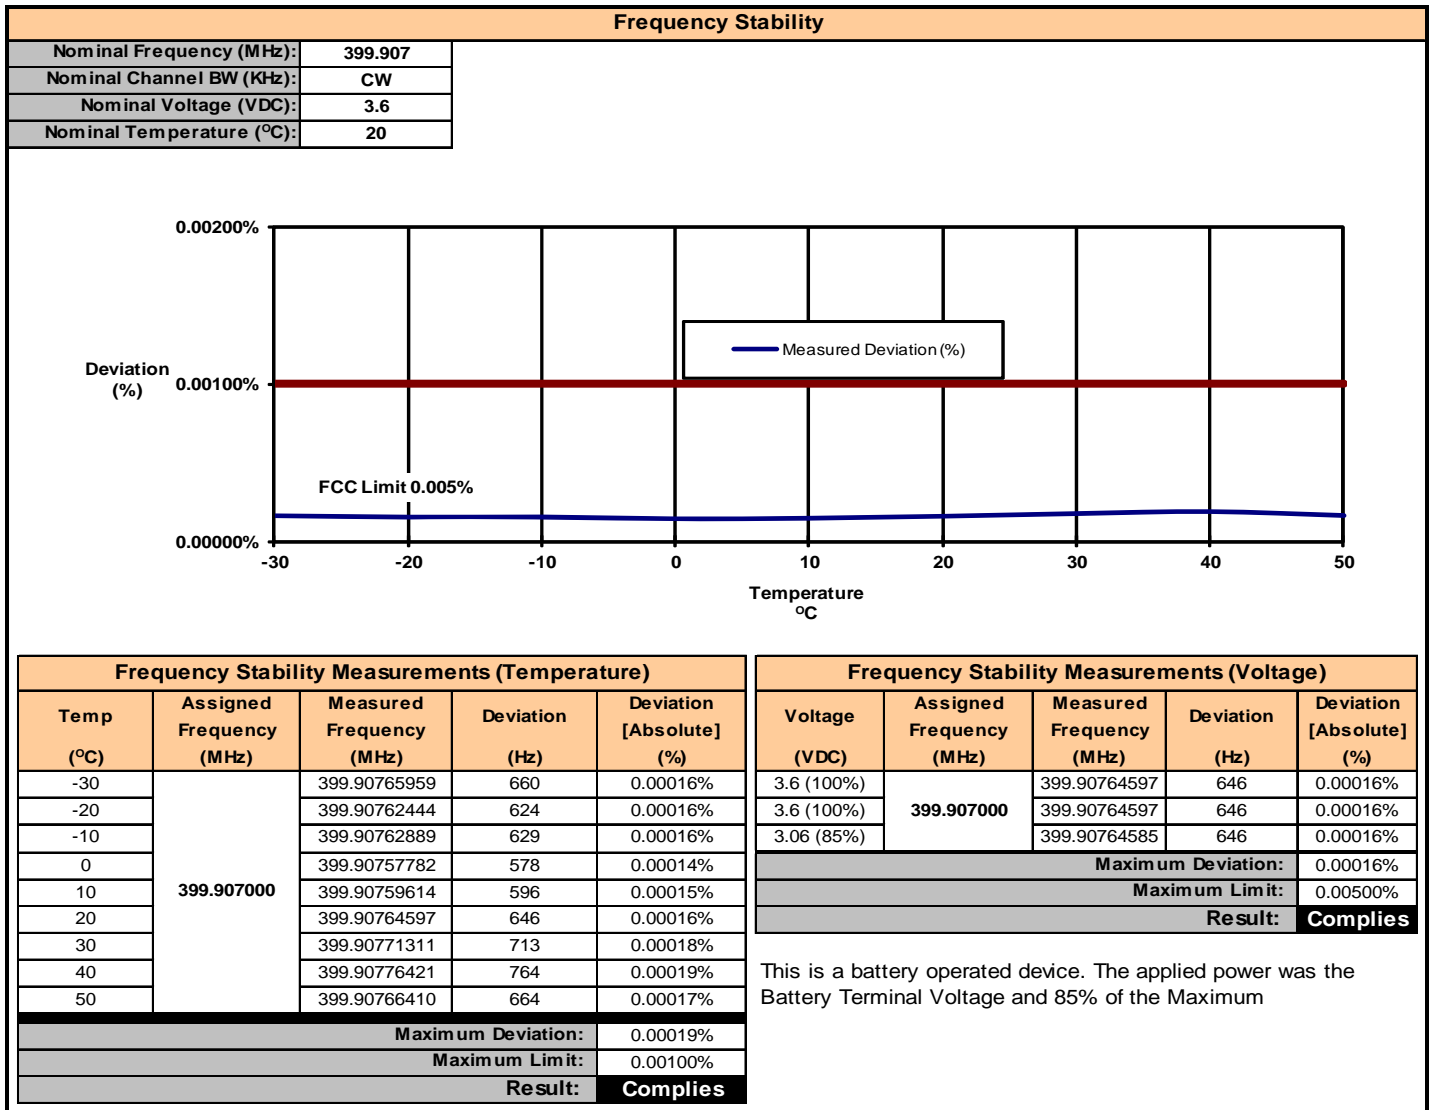 Frequency Stability
Nominal Frequency (MHz): 399.907
Nominal Channel BW (KHz): CW
Nominal Voltage (VDC): 3.6
Nominal Temperature (ᴼC): 20
0.00200%
Measured Deviation (%)
Deviation
(%)
0.00100%
FCC Limit 0.005%
0.00000%
-30 -20 -10 0 10 20 30 40 50
Temperature
ᴼC
Frequency Stability Measurements (Temperature)
Temp Assigned Measured Deviation Deviation
Frequency Frequency [Absolute]
(ᴼC) (MHz) (MHz) (Hz) (%)
-30 399.90765959 660 0.00016%
-20 399.90762444 624 0.00016%
-10 399.90762889 629 0.00016%
0 399.90757782 578 0.00014%
10 399.907000 399.90759614 596 0.00015%
20 399.90764597 646 0.00016%
30 399.90771311 713 0.00018%
40 399.90776421 764 0.00019%
50 399.90766410 664 0.00017%
Maximum Deviation: 0.00019%
Maximum Limit: 0.00100%
Result: Complies
Frequency Stability Measurements (Voltage)
Voltage Assigned Measured Deviation Deviation
Frequency Frequency [Absolute]
(VDC) (MHz) (MHz) (Hz) (%)
3.6 (100%) 399.90764597 646 0.00016%
3.6 (100%) 399.907000 399.90764597 646 0.00016%
3.06 (85%) 399.90764585 646 0.00016%
Maximum Deviation: 0.00016%
Maximum Limit: 0.00500%
Result: Complies
This is a battery operated device. The applied power was the
Battery Terminal Voltage and 85% of the Maximum